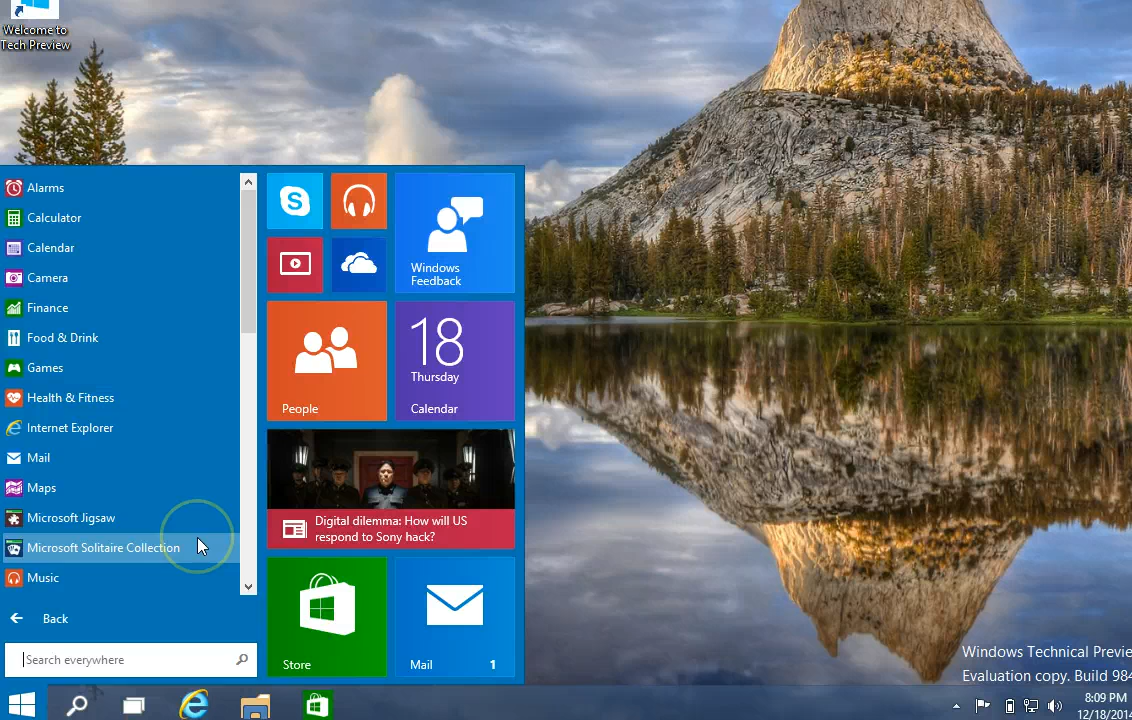 Welcome to
Tech Preview
Alarms
Calculator
Calendar
Camera
Finance
Food & Drink
Games
Health & Fitness
Internet Explorer
Mail
Maps
Microsoft Jigsaw
Microsoft Solitaire Collection
Music
Back
Search everywhere
Windows
Feedback
People
18
Thursday
Calendar
Digital dilemma: How will US
respond to Sony hack?
Store
Mail 1
Windows Technical Previe
Evaluation copy. Build 984
8:09 PM
12/18/2014